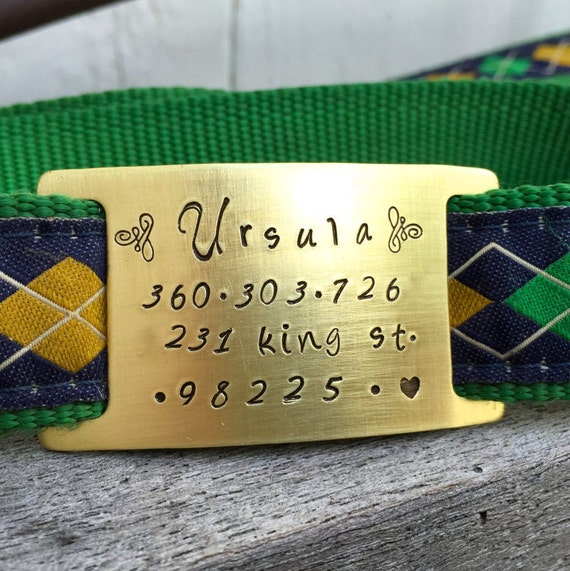 Ursula
360.303.726
231 king st.
.98225.♥